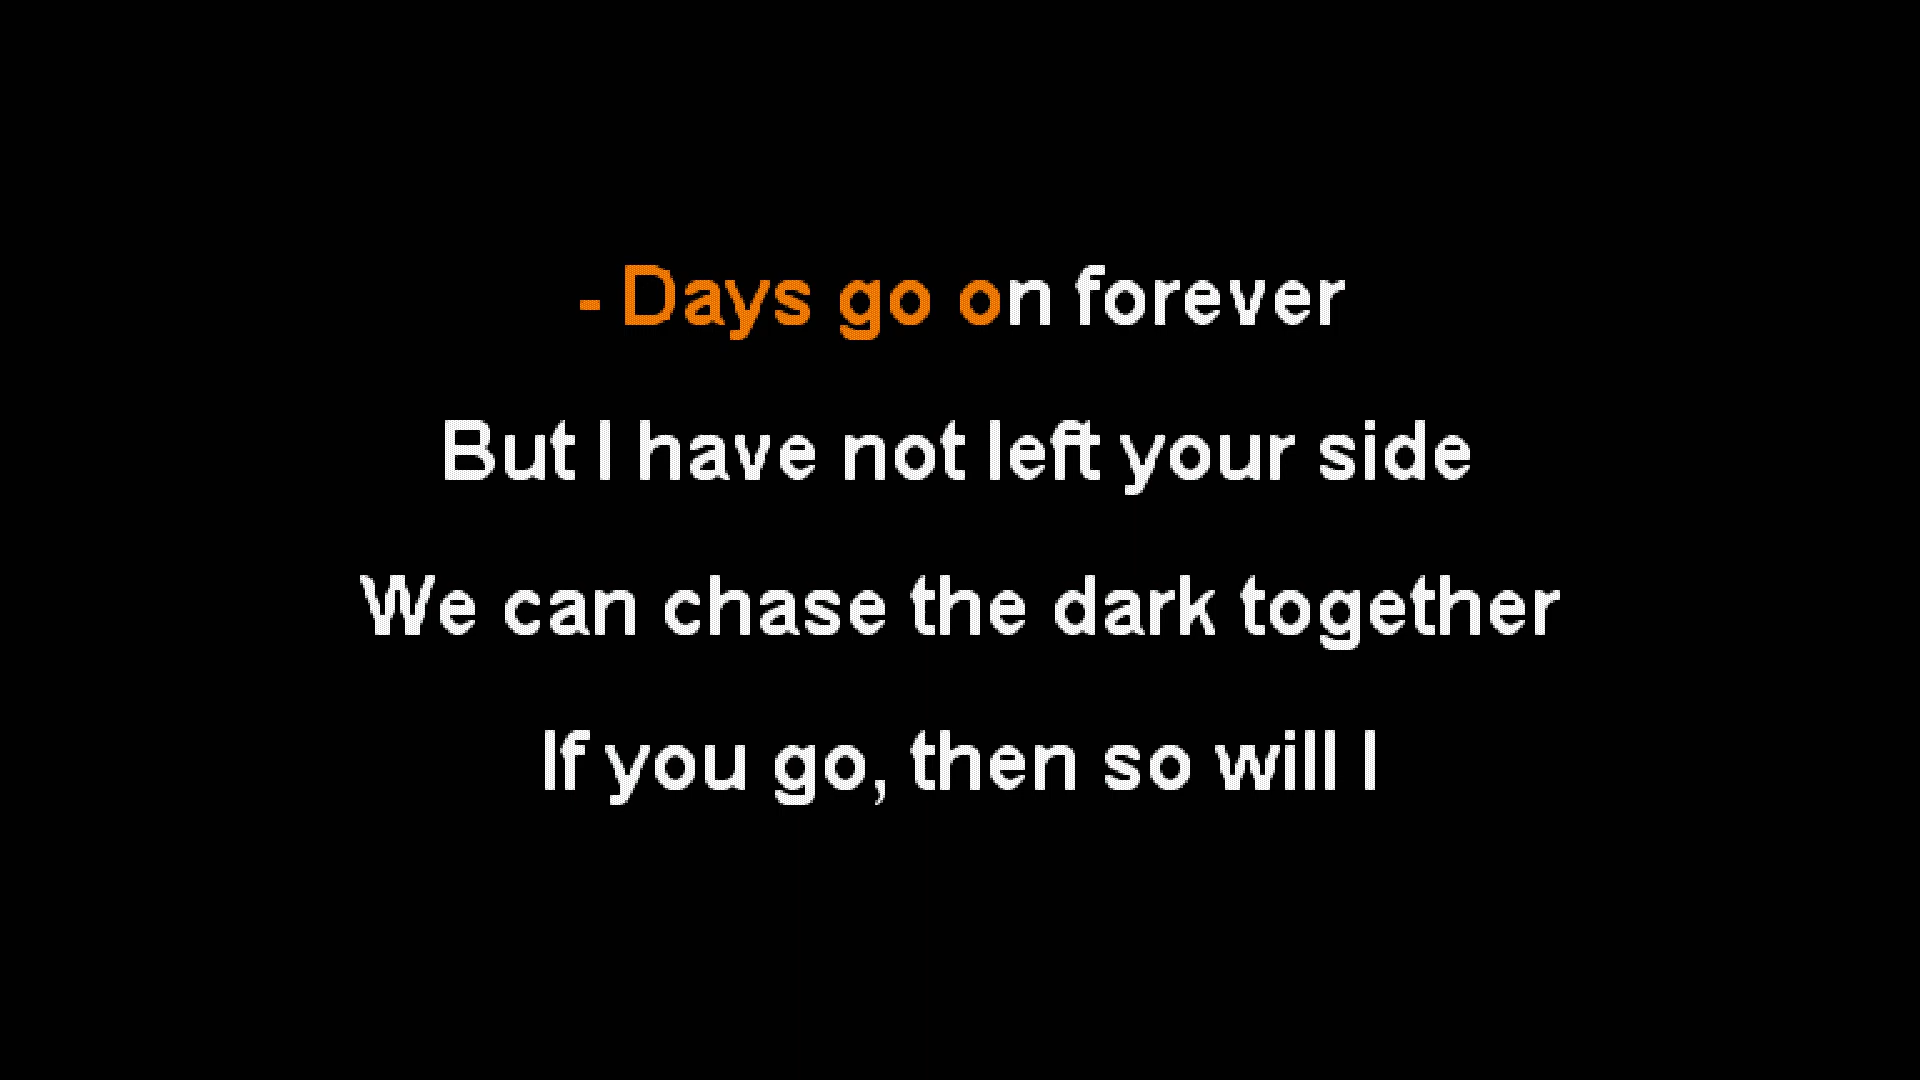 - Days go on forever
But I have not left your side
We can chase the dark together
If you go, then so will I